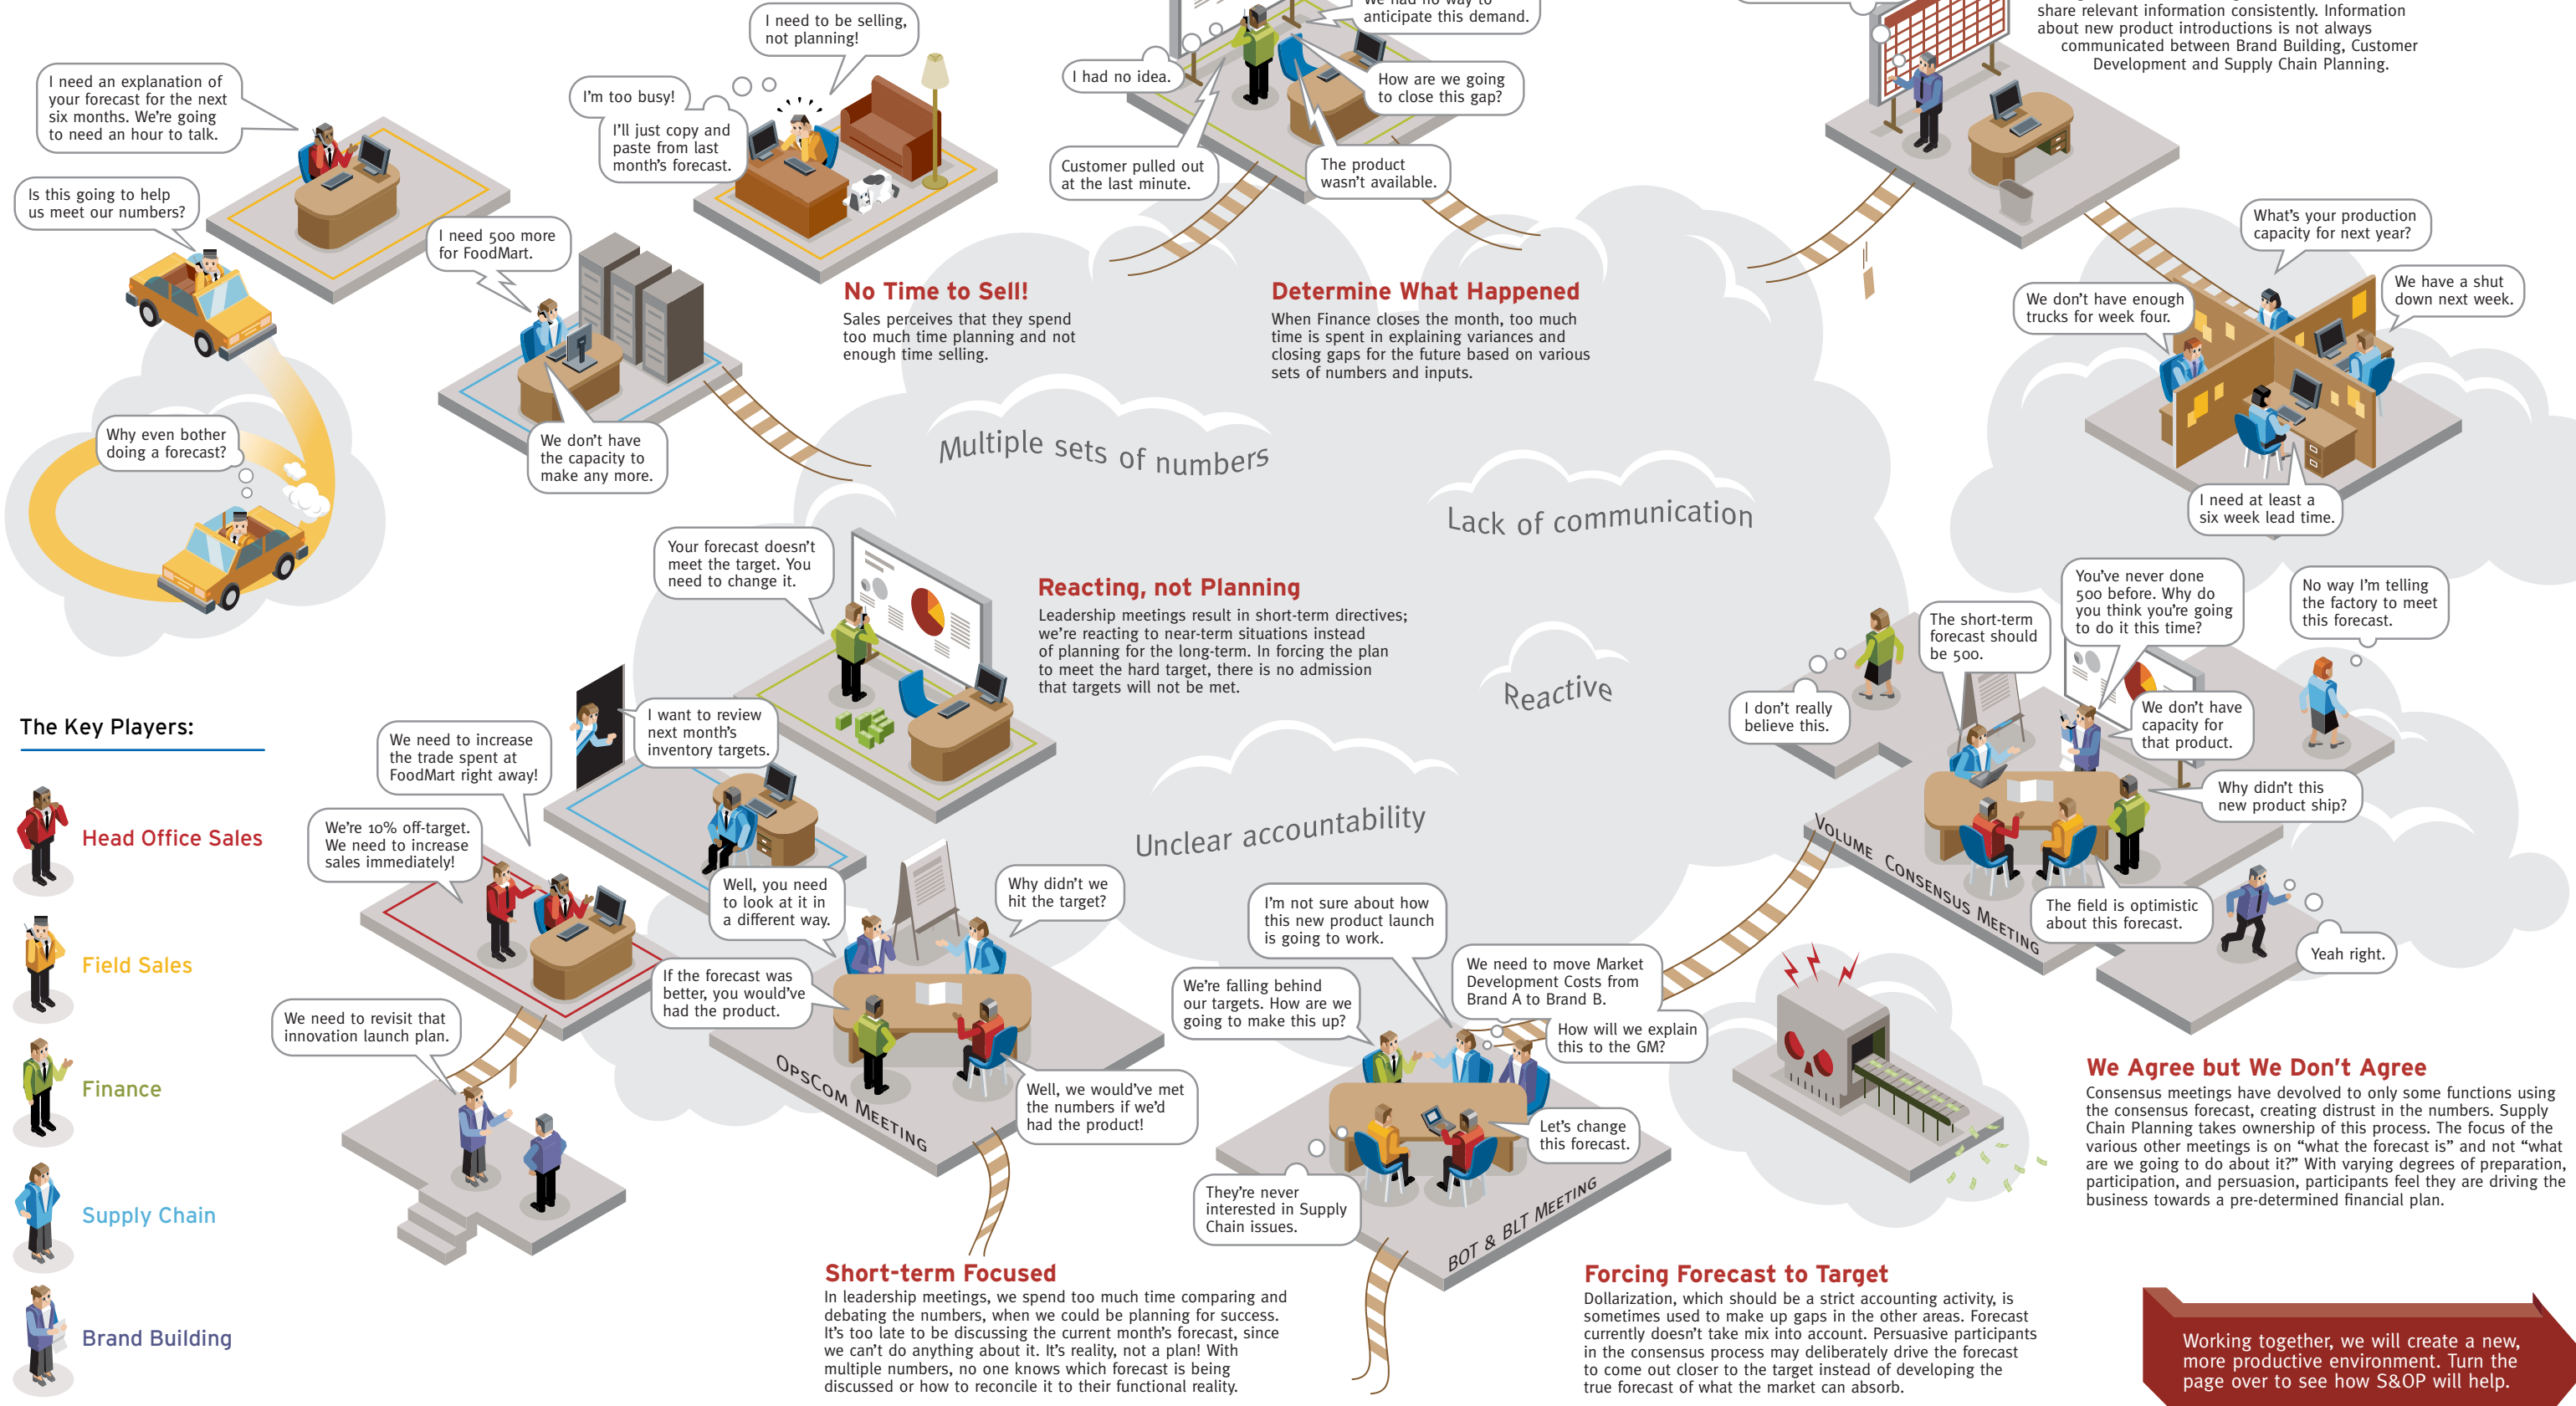 I need an explanation of
your forecast for the next
six months. We're going
to need an hour to talk.
Is this going to help
us meet our numbers?
Why even bother
doing a forecast?
I need to be selling,
not planning!
I'm too busy!
I'll just copy and
paste from last
month's forecast.
I need 500 more
for FoodMart.
We don't have
the capacity to
make any more.
No Time to Sell!
Sales perceives that they spend
too much time planning and not
enough time selling.
We had no way to
anticipate this demand.
I had no idea.
How are we going
to close this gap?
Customer pulled out
at the last minute.
The product
wasn't available.
Determine What Happened
When Finance closes the month, too much
time is spent in explaining variances and
closing gaps for the future based on various
sets of numbers and inputs.
share relevant information consistently. Information
about new product introductions is not always
communicated between Brand Building, Customer
Development and Supply Chain Planning.
What's your production
capacity for next year?
We have a shut
down next week.
We don't have enough
trucks for week four.
I need at least a
six week lead time.
Multiple sets of numbers
Lack of communication
Reactive
Unclear accountability
Your forecast doesn't
meet the target. You
need to change it.
Reacting, not Planning
Leadership meetings result in short-term directives;
we're reacting to near-term situations instead
of planning for the long-term. In forcing the plan
to meet the hard target, there is no admission
that targets will not be met.
I want to review
next month's
inventory targets.
We need to increase
the trade spent at
FoodMart right away!
We're 10% off-target.
We need to increase
sales immediately!
We need to revisit that
innovation launch plan.
The Key Players:
Head Office Sales
Field Sales
Finance
Supply Chain
Brand Building
Well, you need
to look at it in
a different way.
Why didn't we
hit the target?
If the forecast was
better, you would've
had the product.
Well, we would've met
the numbers if we'd
had the product!
OpsCom Meeting
Short-term Focused
In leadership meetings, we spend too much time comparing and
debating the numbers, when we could be planning for success.
It's too late to be discussing the current month's forecast, since
we can't do anything about it. It's reality, not a plan! With
multiple numbers, no one knows which forecast is being
discussed or how to reconcile it to their functional reality.
I'm not sure about how
this new product launch
is going to work.
We're falling behind
our targets. How are we
going to make this up?
We need to move Market
Development Costs from
Brand A to Brand B.
How will we explain
this to the GM?
Let's change
this forecast.
They're never
interested in Supply
Chain issues.
BOT & BLT Meeting
Forcing Forecast to Target
Dollarization, which should be a strict accounting activity, is
sometimes used to make up gaps in the other areas. Forecast
currently doesn't take mix into account. Persuasive participants
in the consensus process may deliberately drive the forecast
to come out closer to the target instead of developing the
true forecast of what the market can absorb.
I don't really
believe this.
The short-term
forecast should
be 500.
You've never done
500 before. Why do
you think you're going
to do it this time?
No way I'm telling
the factory to meet
this forecast.
We don't have
capacity for
that product.
Why didn't this
new product ship?
The field is optimistic
about this forecast.
Yeah right.
Volume Consensus Meeting
We Agree but We Don't Agree
Consensus meetings have devolved to only some functions using
the consensus forecast, creating distrust in the numbers. Supply
Chain Planning takes ownership of this process. The focus of the
various other meetings is on “what the forecast is” and not “what
are we going to do about it?” With varying degrees of preparation,
participation, and persuasion, participants feel they are driving the
business towards a pre-determined financial plan.
Working together, we will create a new,
more productive environment. Turn the
page over to see how S&OP will help.